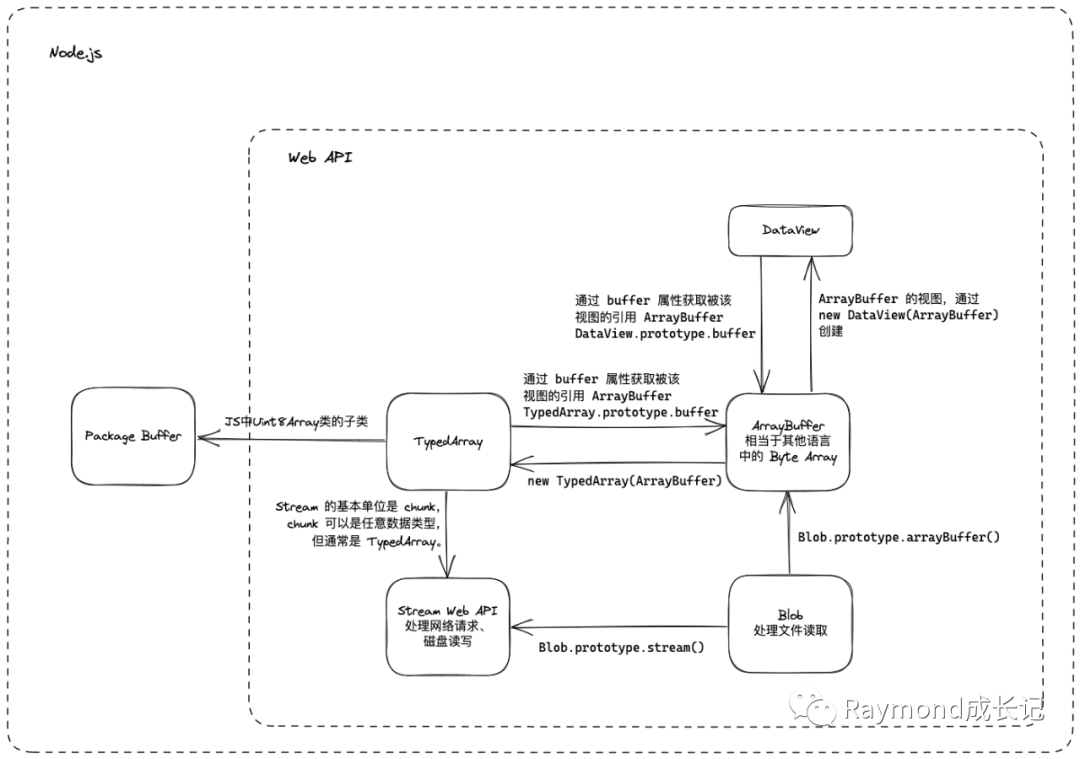 Node.js
Web API
DataView
通过 buffer 属性获取被该
视图的引用 ArrayBuffer
DataView.prototype.buffer
ArrayBuffer 的视图，通过
new DataView(ArrayBuffer)
创建
通过 buffer 属性获取被该
视图的引用 ArrayBuffer
TypedArray.prototype.buffer
Package Buffer
JS中Uint8Array类的子类
TypedArray
ArrayBuffer
相当于其他语言
中的 Byte Array
new TypedArray(ArrayBuffer)
Stream 的基本单位是 chunk，
chunk 可以是任意数据类型，
但通常是 TypedArray。
Blob.prototype.arrayBuffer()
Stream Web API
处理网络请求、
磁盘读写
Blob
处理文件读取
Blob.prototype.stream()
Raymond成长记